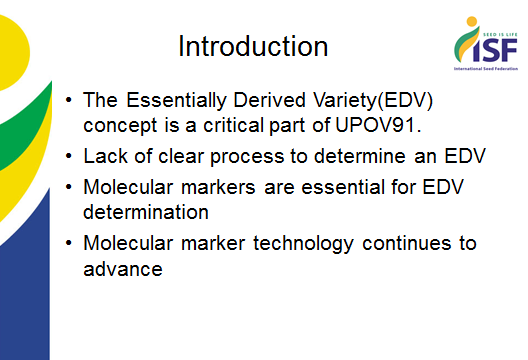 Introduction
SEED IS LIFE
ISF
International Seed Federation
• The Essentially Derived Variety(EDV)
concept is a critical part of UPOV91.
• Lack of clear process to determine an EDV
• Molecular markers are essential for EDV
determination
• Molecular marker technology continues to
advance